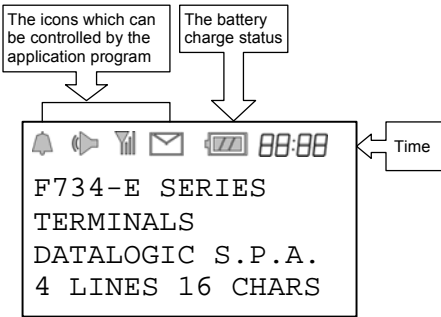 The icons which can
be controlled by the
application program
The battery
charge status
88:88
Time
F734-E SERIES
TERMINALS
DATALOGIC S.P.A.
4 LINES 16 CHARS